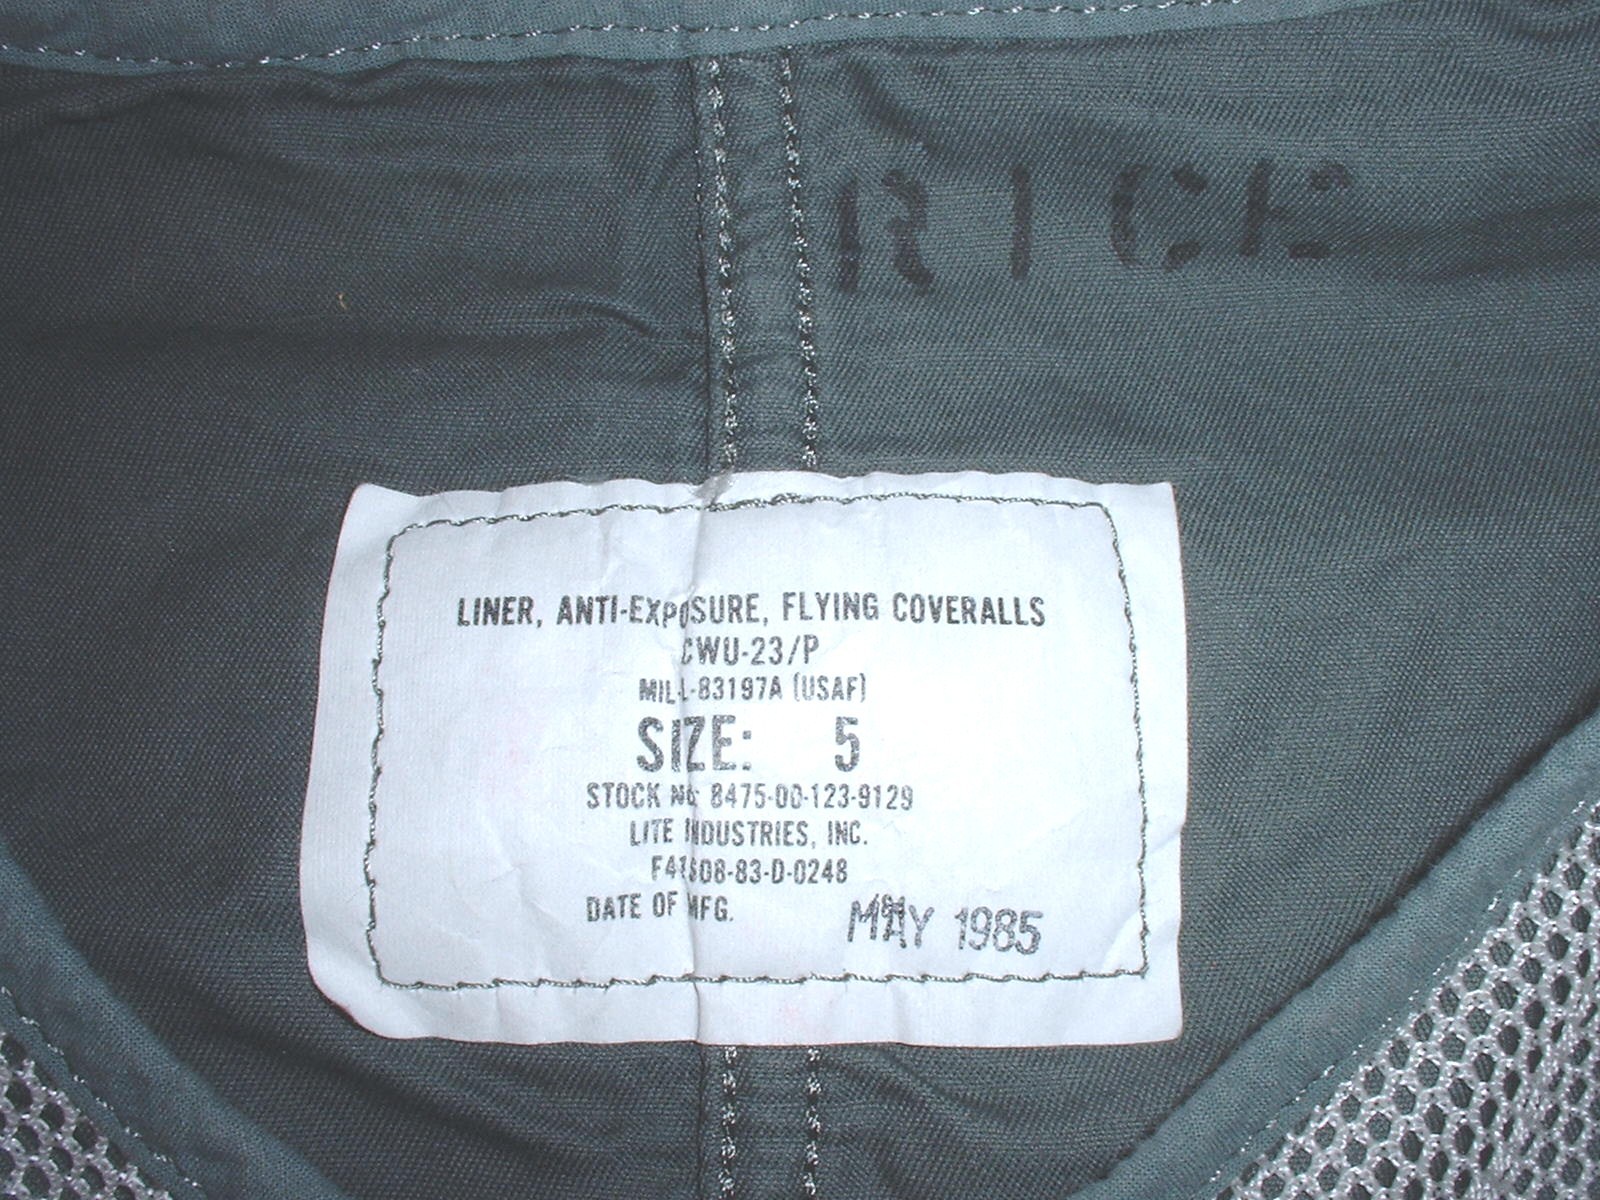 RICE
LINER, ANTI-EXPOSURE, FLYING COVERALLS
CWU-23/P
MIL-L-83197A (USAF)
SIZE: 5
STOCK No. 8475-00-123-9129
LITE INDUSTRIES, INC.
F41608-83-D-0248
DATE OF MFG. MAY 1985